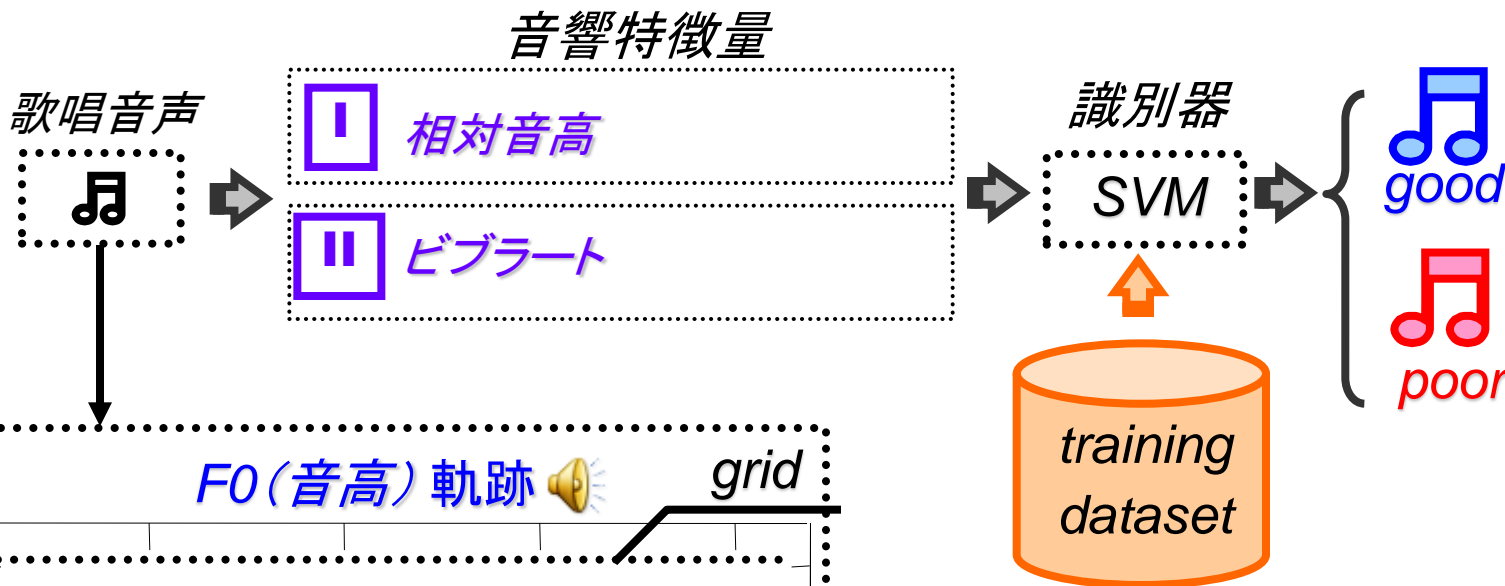 音響特徴量
歌唱音声
I 相対音高
II ビブラート
識別器
SVM
good
poor
training
dataset
F0(音高)軌跡
grid